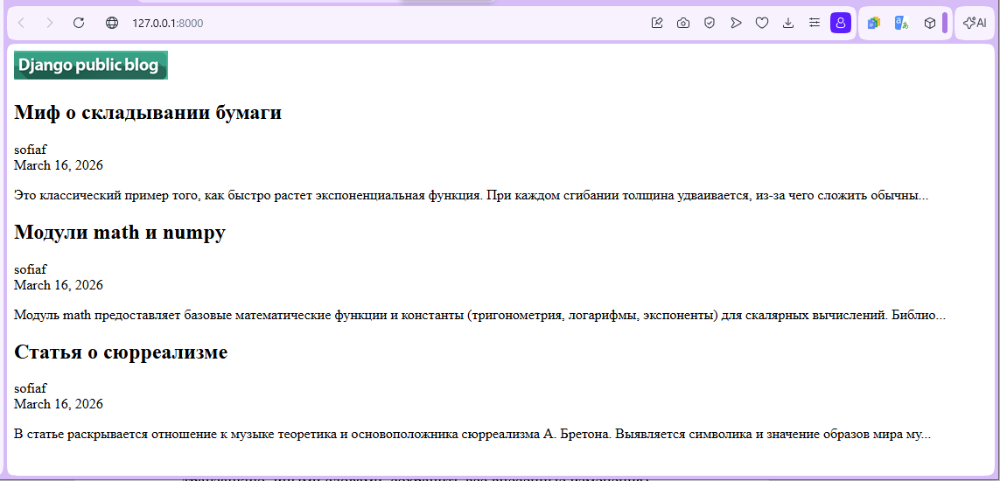 127.0.0.1:8000
AI
Django public blog
Миф о складывании бумаги
sofiaf
March 16, 2026
Это классический пример того, как быстро растет экспоненциальная функция. При каждом сгибании толщина удваивается, из-за чего сложить обычны...
Модули math и numpy
sofiaf
March 16, 2026
Модуль math предоставляет базовые математические функции и константы (тригонометрия, логарифмы, экспоненты) для скалярных вычислений. Библио...
Статья о сюрреализме
sofiaf
March 16, 2026
В статье раскрывается отношение к музыке теоретика и основоположника сюрреализма А. Бретона. Выявляется символика и значение образов мира му...